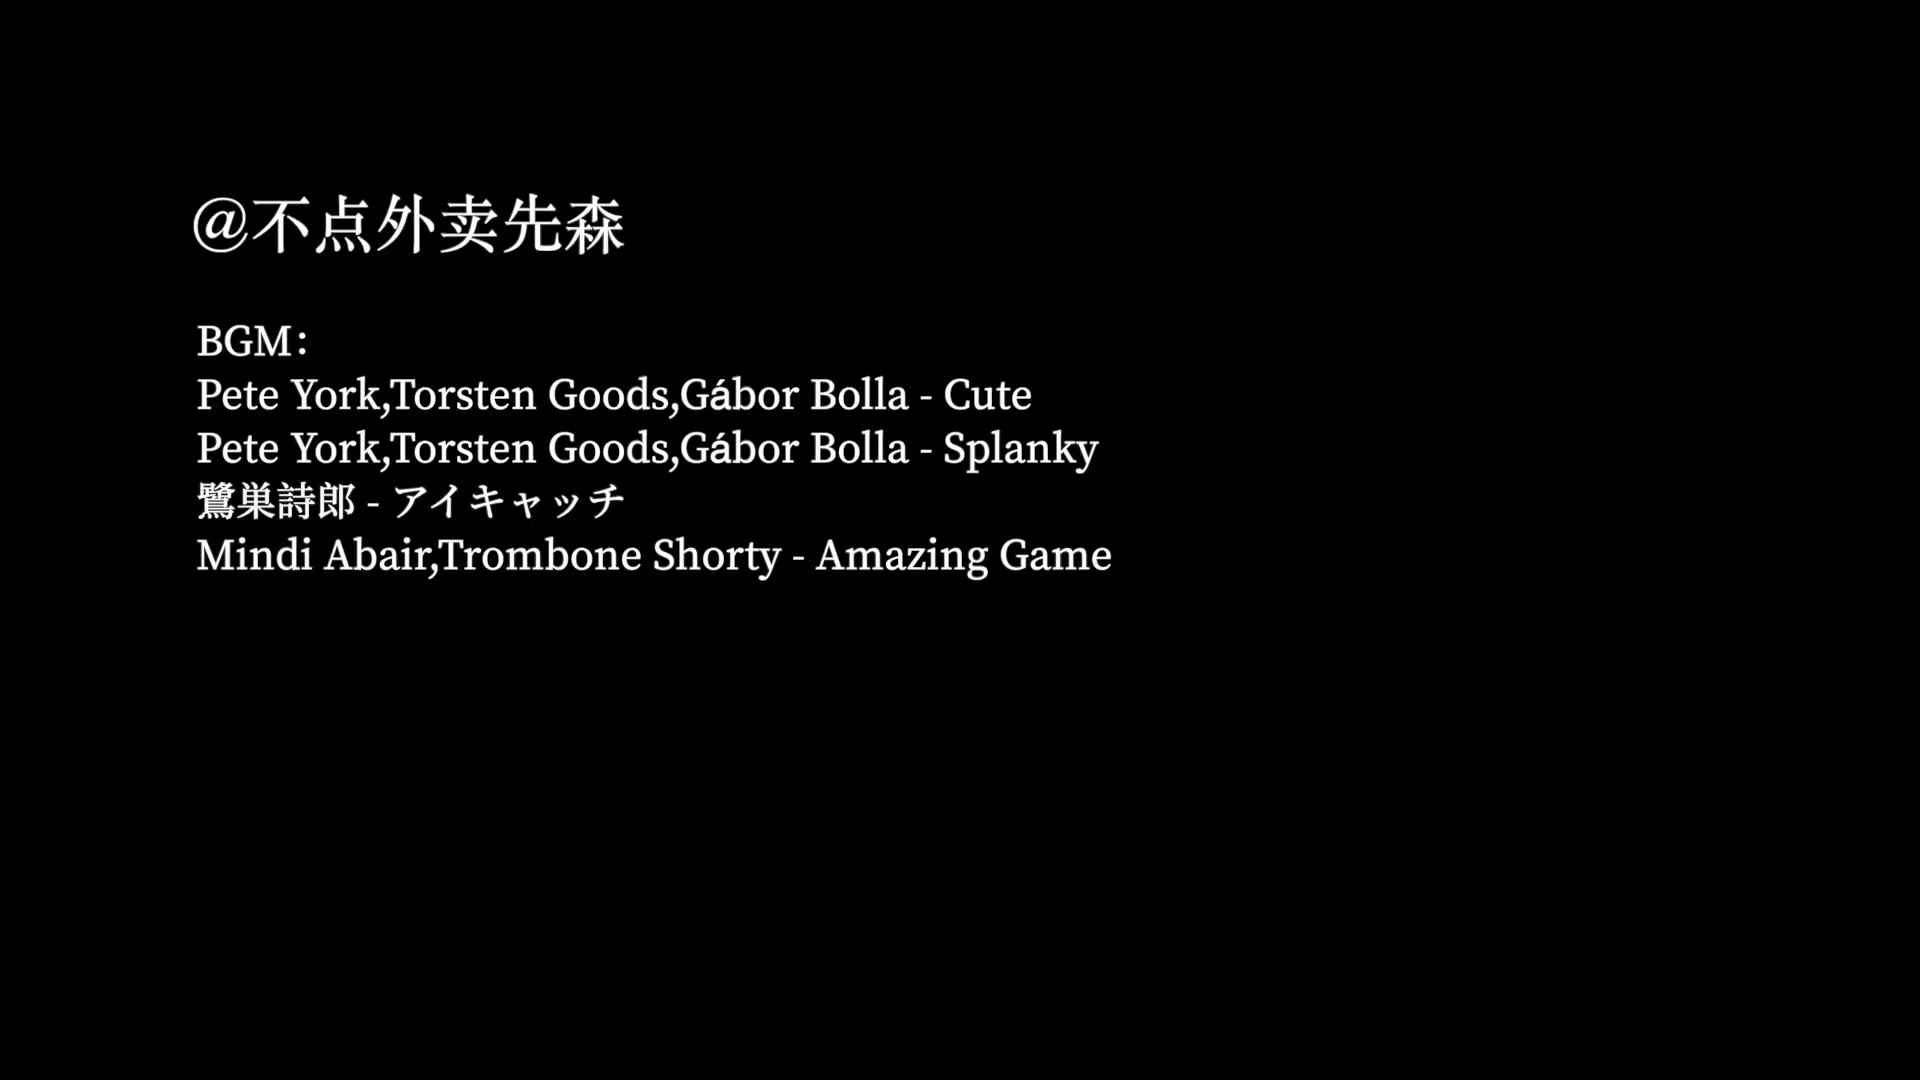 @不点外卖先森
BGM：
Pete York,Torsten Goods,Gábor Bolla - Cute
Pete York,Torsten Goods,Gábor Bolla - Splanky
鷺巣詩郎 - アイキャッチ
Mindi Abair,Trombone Shorty - Amazing Game